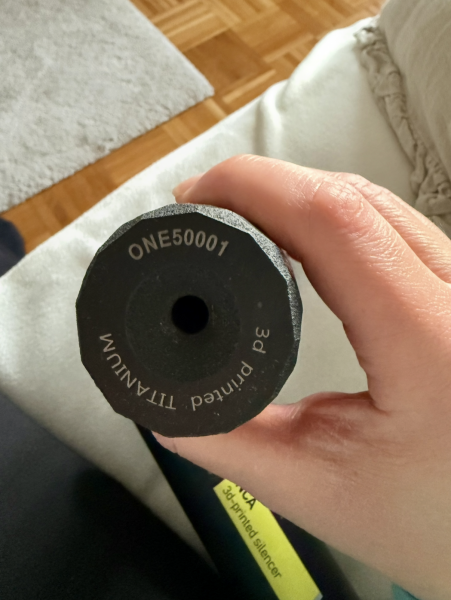 ONE50001
3d printed TITANIUM
3d-printed silencer